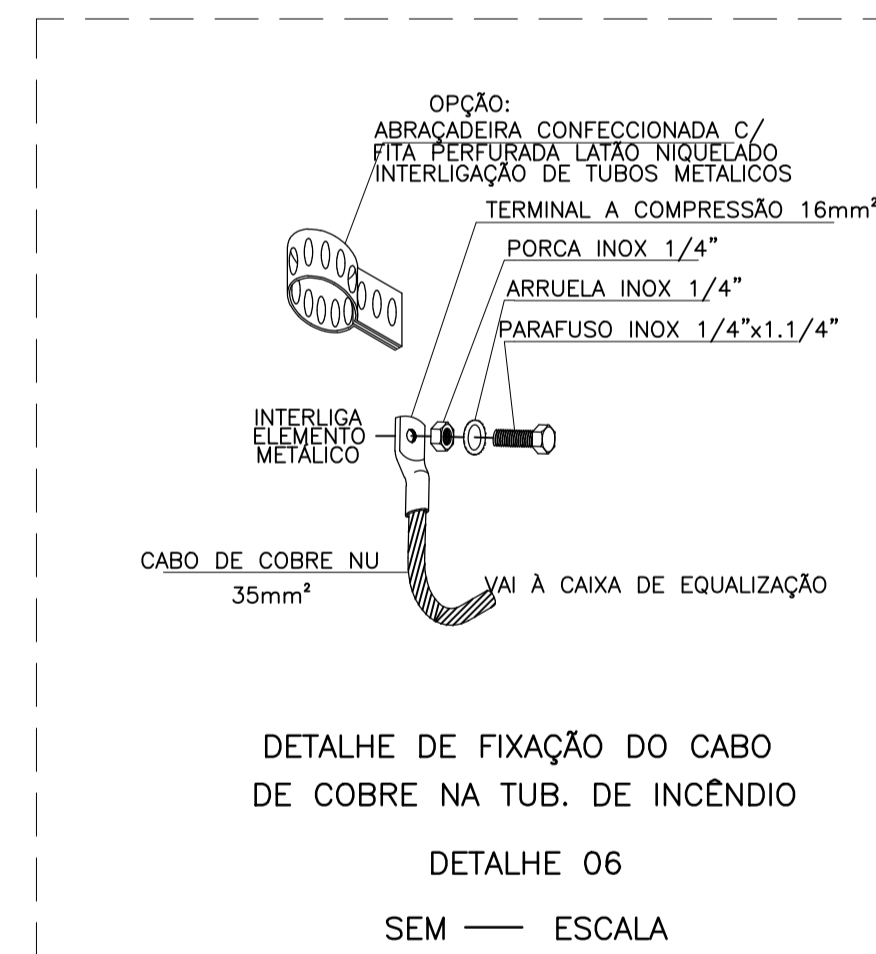 OPÇÃO:
ABRAÇADEIRA CONFECCIONADA C/
FITA PERFURADA LATÃO NIQUELADO
INTERLIGAÇÃO DE TUBOS METALICOS
TERMINAL A COMPRESSÃO 16mm²
PORCA INOX 1/4"
ARRUELA INOX 1/4"
PARAFUSO INOX 1/4"x1.1/4"
INTERLIGA
ELEMENTO
METÁLICO
CABO DE COBRE NU
35mm²
VAI À CAIXA DE EQUALIZAÇÃO
DETALHE DE FIXAÇÃO DO CABO
DE COBRE NA TUB. DE INCÊNDIO
DETALHE 06
SEM — ESCALA